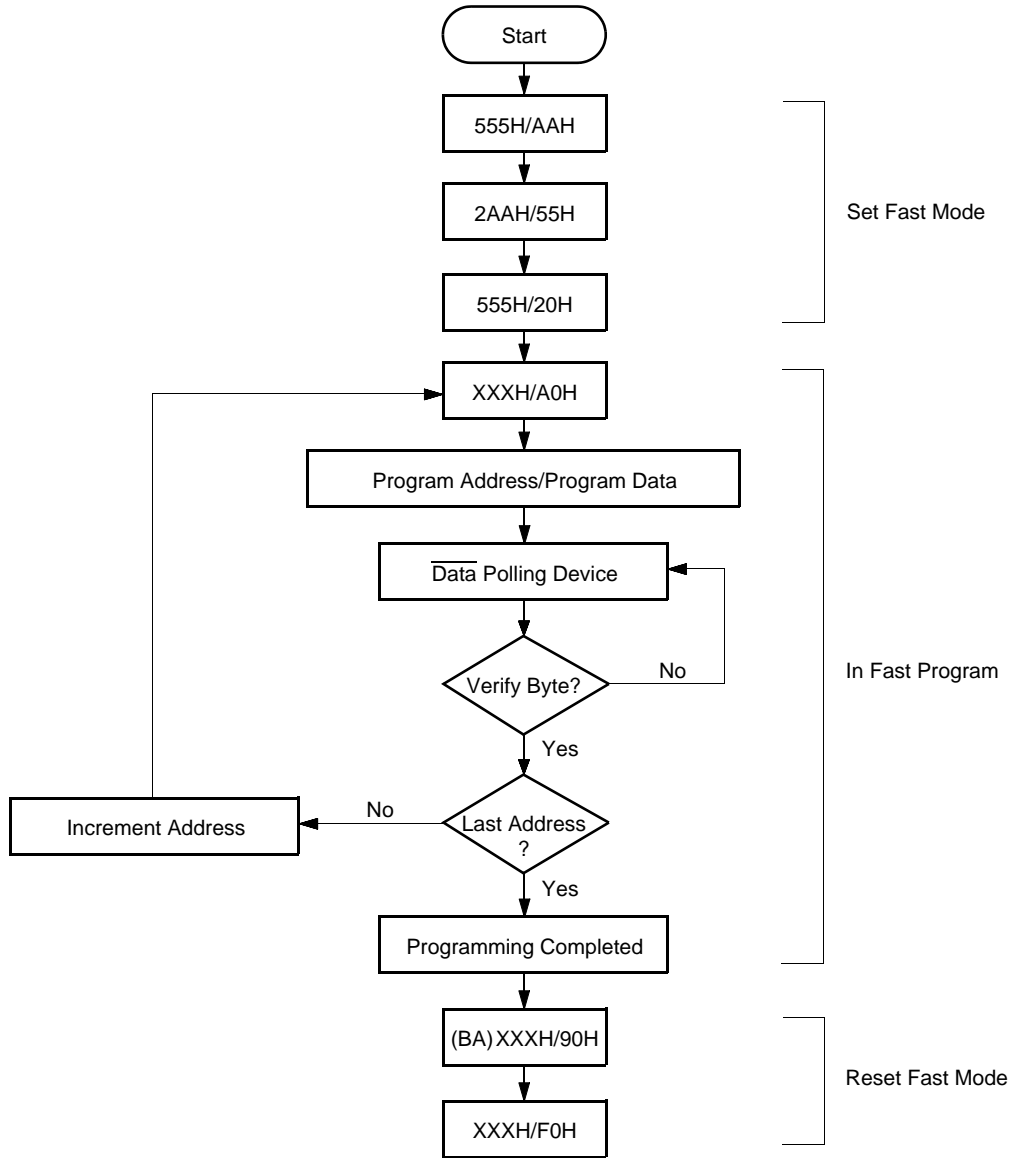 Start
555H/AAH
2AAH/55H
Set Fast Mode
555H/20H
XXXH/A0H
Program Address/Program Data
Data Polling Device
Verify Byte?
No
In Fast Program
Yes
Increment Address
No
Last Address
?
Yes
Programming Completed
(BA) XXXH/90H
Reset Fast Mode
XXXH/F0H